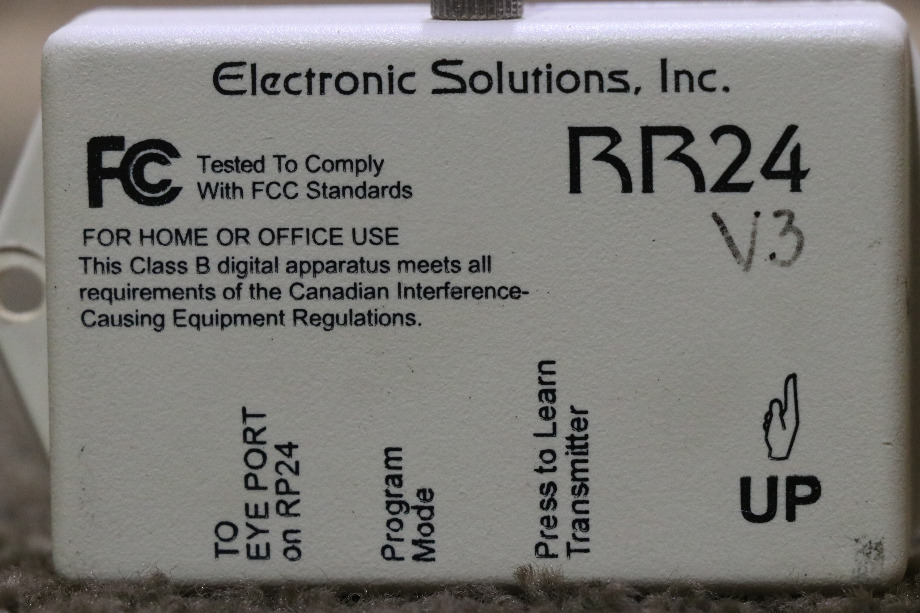 Electronic Solutions, Inc.
FC Tested To Comply
With FCC Standards
RR24
V.3
FOR HOME OR OFFICE USE
This Class B digital apparatus meets all
requirements of the Canadian Interference-
Causing Equipment Regulations.
TO
EYE PORT
on RP24
Program
Mode
Press to Learn
Transmitter
UP